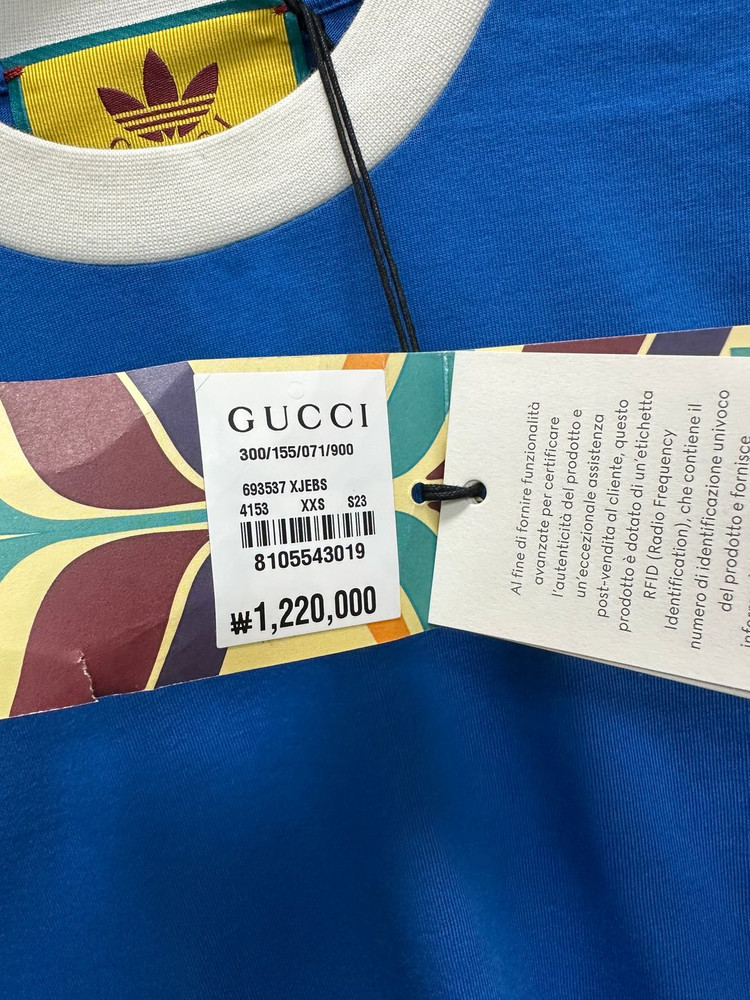 GUCCI
300/155/071/900
693537 XJEBS
4153 XXS S23
8105543019
₩1,220,000
Al fine di fornire funzionalità
avanzate per certificare
l'autenticità del prodotto e
un'eccezionale assistenza
post-vendita al cliente, questo
prodotto è dotato di un'etichetta
RFID (Radio Frequency
Identification), che contiene il
numero di identificazione univoco
del prodotto e fornisce